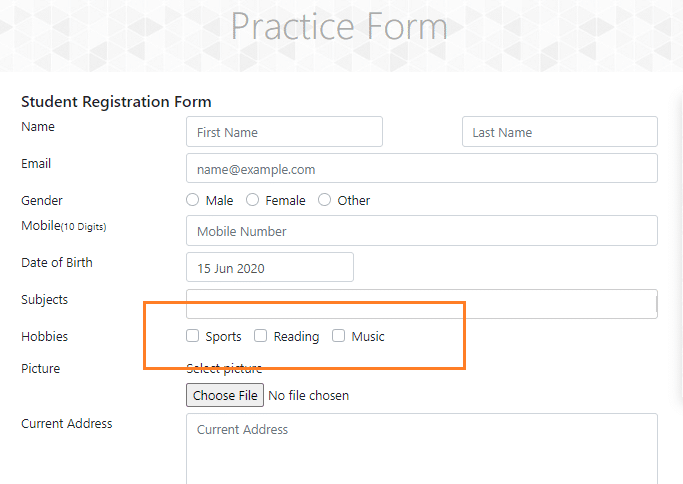 Practice Form
Student Registration Form
Name First Name Last Name
Email name@example.com
Gender Male Female Other
Mobile(10 Digits) Mobile Number
Date of Birth 15 Jun 2020
Subjects
Hobbies Sports Reading Music
Picture Select picture
Choose File No file chosen
Current Address Current Address